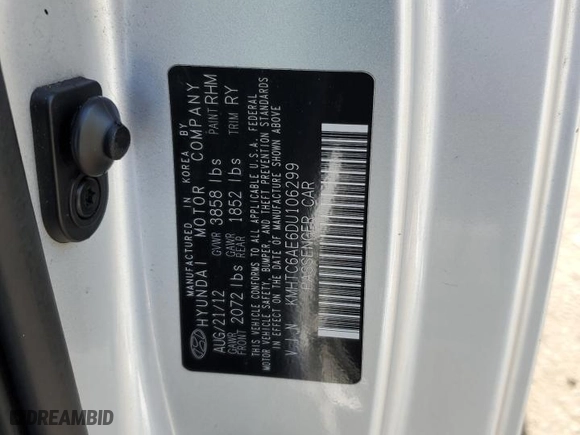 MANUFACTURED IN KOREA BY
HYUNDAI MOTOR COMPANY
AUG/21/12 GVWR 3858 lbs PAINT RHM
GAWR FRONT 2072 lbs GAWR REAR 1852 lbs TRIM RY
THIS VEHICLE CONFORMS TO ALL APPLICABLE U.S.A. FEDERAL
MOTOR VEHICLE SAFETY, BUMPER, AND THEFT PREVENTION STANDARDS
IN EFFECT ON THE DATE OF MANUFACTURE SHOWN ABOVE
V.I.N KMHTC6AE6DU106299
PASSENGER CAR
DREAMBID